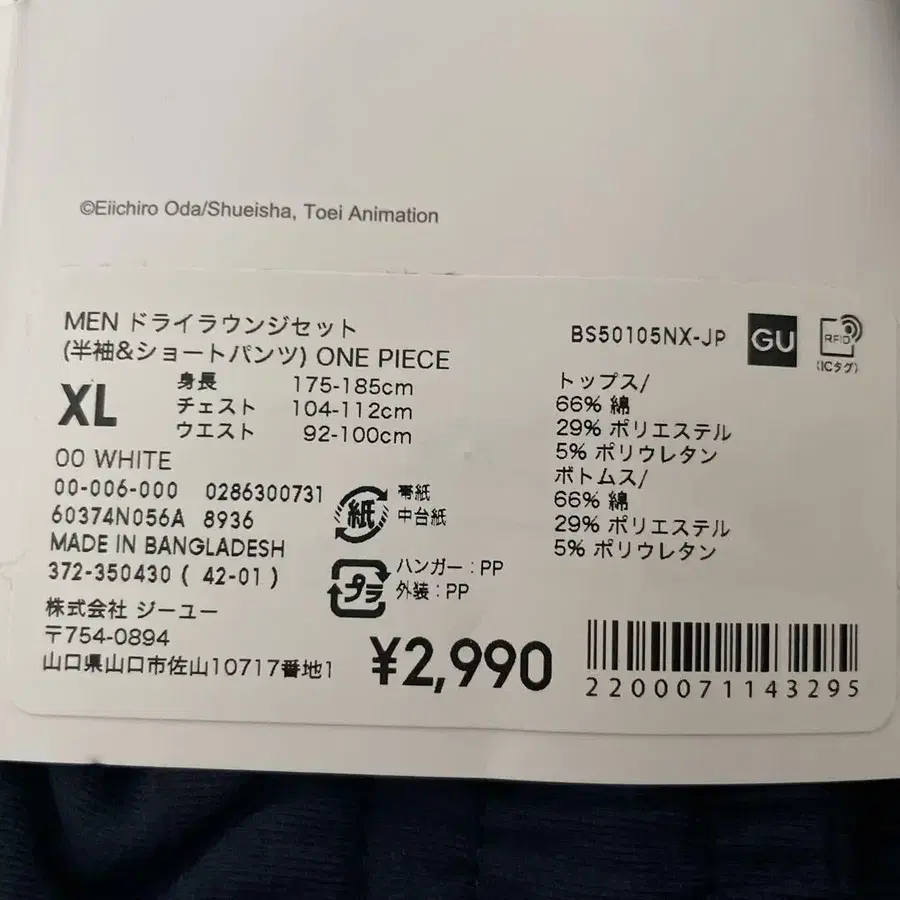 ©Eiichiro Oda/Shueisha, Toei Animation
MEN ドライラウンジセット
(半袖&ショートパンツ) ONE PIECE
XL
身長 175-185cm
チェスト 104-112cm
ウエスト 92-100cm
00 WHITE
00-006-000 0286300731
60374N056A 8936
MADE IN BANGLADESH
372-350430 ( 42-01 )
株式会社 ジーユー
〒754-0894
山口県山口市佐山10717番地1
紙
帯紙
中台紙
プラ
ハンガー：PP
外装：PP
¥2,990
BS50105NX-JP
GU
RFID
(ICタグ)
トップス/
66% 綿
29% ポリエステル
5% ポリウレタン
ボトムス/
66% 綿
29% ポリエステル
5% ポリウレタン
2200071143295